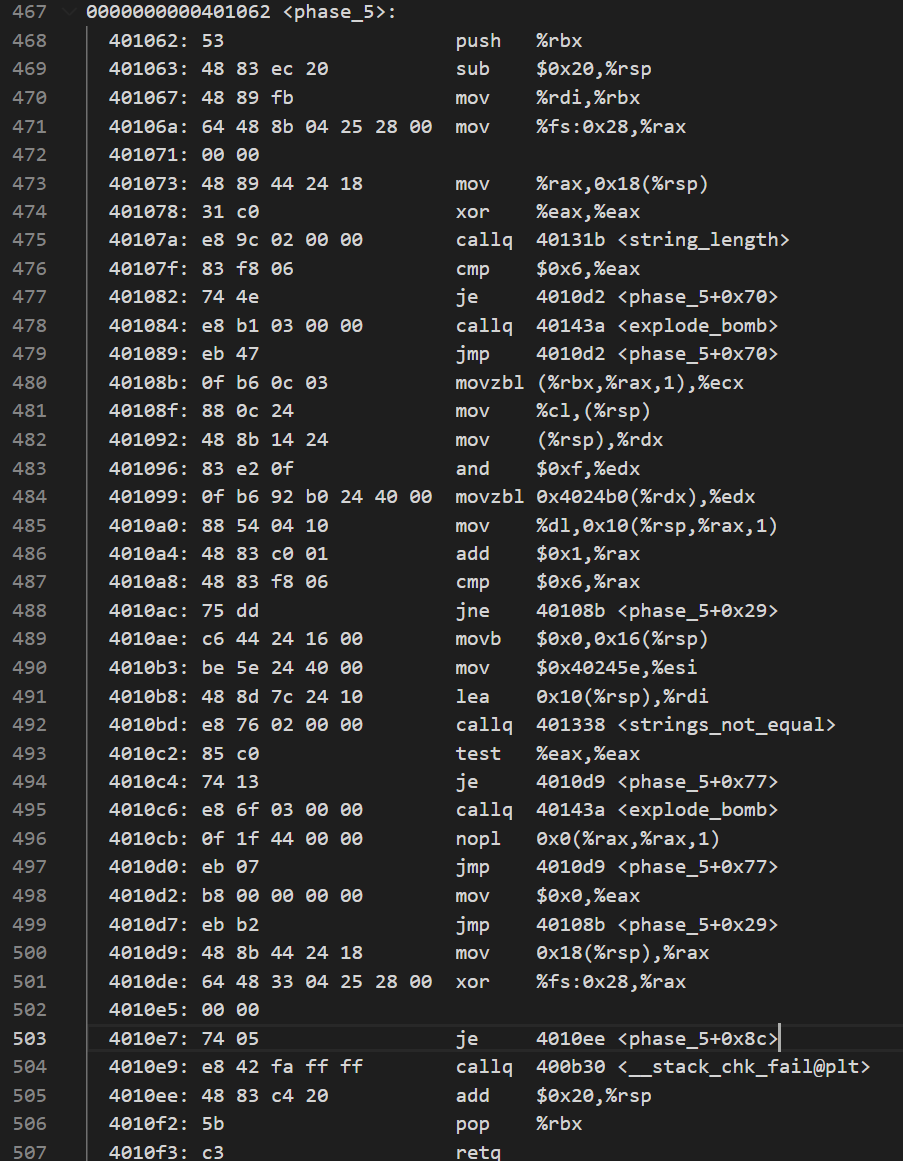 467 0000000000401062 <phase_5>:
468 401062: 53 push %rbx
469 401063: 48 83 ec 20 sub $0x20,%rsp
470 401067: 48 89 fb mov %rdi,%rbx
471 40106a: 64 48 8b 04 25 28 00 mov %fs:0x28,%rax
472 401071: 00 00
473 401073: 48 89 44 24 18 mov %rax,0x18(%rsp)
474 401078: 31 c0 xor %eax,%eax
475 40107a: e8 9c 02 00 00 callq 40131b <string_length>
476 40107f: 83 f8 06 cmp $0x6,%eax
477 401082: 74 4e je 4010d2 <phase_5+0x70>
478 401084: e8 b1 03 00 00 callq 40143a <explode_bomb>
479 401089: eb 47 jmp 4010d2 <phase_5+0x70>
480 40108b: 0f b6 0c 03 movzbl (%rbx,%rax,1),%ecx
481 40108f: 88 0c 24 mov %cl,(%rsp)
482 401092: 48 8b 14 24 mov (%rsp),%rdx
483 401096: 83 e2 0f and $0xf,%edx
484 401099: 0f b6 92 b0 24 40 00 movzbl 0x4024b0(%rdx),%edx
485 4010a0: 88 54 04 10 mov %dl,0x10(%rsp,%rax,1)
486 4010a4: 48 83 c0 01 add $0x1,%rax
487 4010a8: 48 83 f8 06 cmp $0x6,%rax
488 4010ac: 75 dd jne 40108b <phase_5+0x29>
489 4010ae: c6 44 24 16 00 movb $0x0,0x16(%rsp)
490 4010b3: be 5e 24 40 00 mov $0x40245e,%esi
491 4010b8: 48 8d 7c 24 10 lea 0x10(%rsp),%rdi
492 4010bd: e8 76 02 00 00 callq 401338 <strings_not_equal>
493 4010c2: 85 c0 test %eax,%eax
494 4010c4: 74 13 je 4010d9 <phase_5+0x77>
495 4010c6: e8 6f 03 00 00 callq 40143a <explode_bomb>
496 4010cb: 0f 1f 44 00 00 nopl 0x0(%rax,%rax,1)
497 4010d0: eb 07 jmp 4010d9 <phase_5+0x77>
498 4010d2: b8 00 00 00 00 mov $0x0,%eax
499 4010d7: eb b2 jmp 40108b <phase_5+0x29>
500 4010d9: 48 8b 44 24 18 mov 0x18(%rsp),%rax
501 4010de: 64 48 33 04 25 28 00 xor %fs:0x28,%rax
502 4010e5: 00 00
503 4010e7: 74 05 je 4010ee <phase_5+0x8c>
504 4010e9: e8 42 fa ff ff callq 400b30 <__stack_chk_fail@plt>
505 4010ee: 48 83 c4 20 add $0x20,%rsp
506 4010f2: 5b pop %rbx
507 4010f3: c3 retq